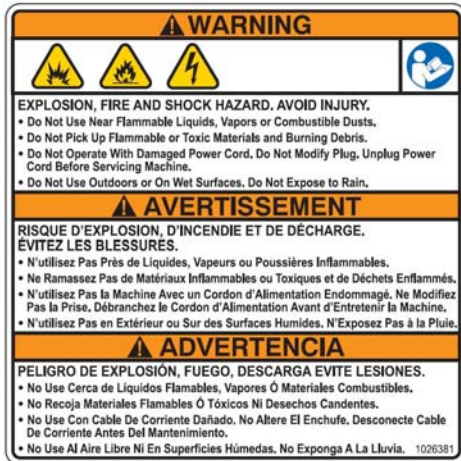 WARNING
EXPLOSION, FIRE AND SHOCK HAZARD. AVOID INJURY.
• Do Not Use Near Flammable Liquids, Vapors or Combustible Dusts.
• Do Not Pick Up Flammable or Toxic Materials and Burning Debris.
• Do Not Operate With Damaged Power Cord. Do Not Modify Plug. Unplug Power
Cord Before Servicing Machine.
• Do Not Use Outdoors or On Wet Surfaces. Do Not Expose to Rain.
AVERTISSEMENT
RISQUE D'EXPLOSION, D'INCENDIE ET DE DÉCHARGE.
ÉVITEZ LES BLESSURES.
• N'utilisez Pas Près de Liquides, Vapeurs ou Poussières Inflammables.
• Ne Ramassez Pas de Matériaux Inflammables ou Toxiques et de Déchets Enflammés.
• N'utilisez Pas la Machine Avec un Cordon d'Alimentation Endommagé. Ne Modifiez
Pas la Prise. Débranchez le Cordon d'Alimentation Avant d'Entretenir la Machine.
• N'utilisez Pas en Extérieur ou Sur des Surfaces Humides. N'Exposez Pas à la Pluie.
ADVERTENCIA
PELIGRO DE EXPLOSIÓN, FUEGO, DESCARGA EVITE LESIONES.
• No Use Cerca de Líquidos Flamables, Vapores Ó Materiales Combustibles.
• No Recoja Materiales Flamables Ó Tóxicos Ni Desechos Candentes.
• No Use Con Cable De Corriente Dañado. No Altere El Enchufe. Desconecte Cable
De Corriente Antes Del Mantenimiento.
• No Use Al Aire Libre Ni En Superficies Húmedas. No Exponga A La Lluvia. 1026381